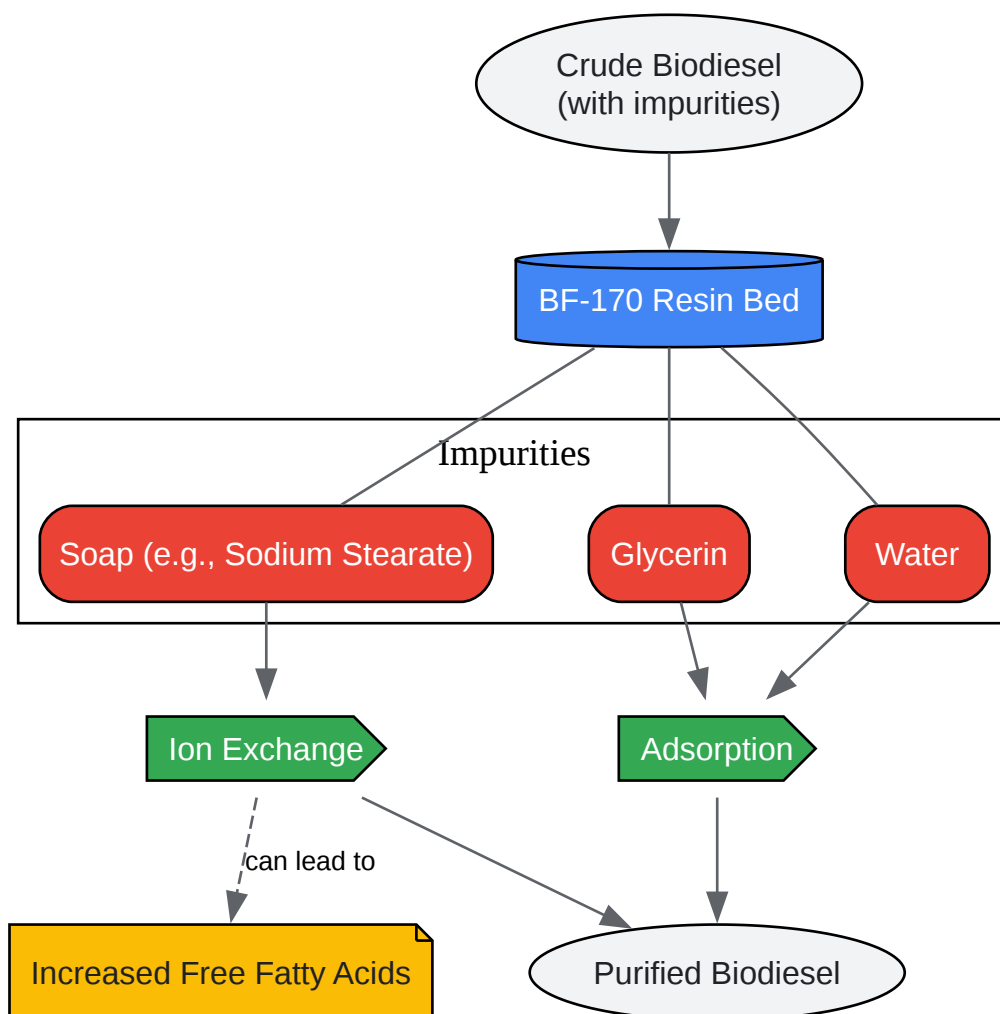 Crude Biodiesel
(with impurities)
BF-170 Resin Bed
Impurities
Soap (e.g., Sodium Stearate)
Glycerin
Water
Ion Exchange
Adsorption
can lead to
Increased Free Fatty Acids
Purified Biodiesel